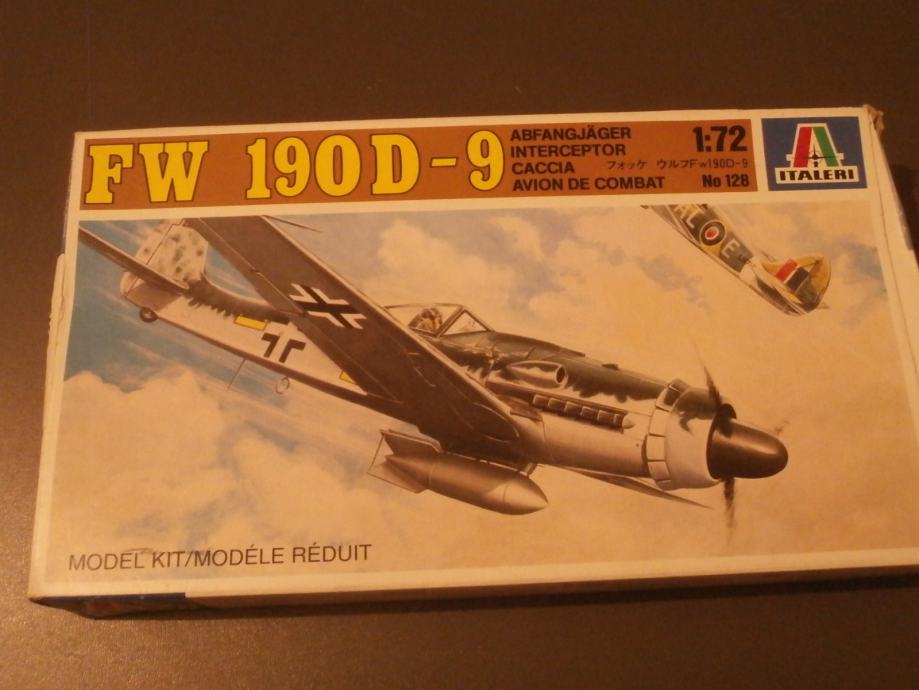 FW 190 D-9
ABFANGJÄGER
INTERCEPTOR
CACCIA
AVION DE COMBAT
1:72
フォッケ ウルフFw190D-9
No 128
ITALERI
E
MODEL KIT/MODÉLE RÉDUIT